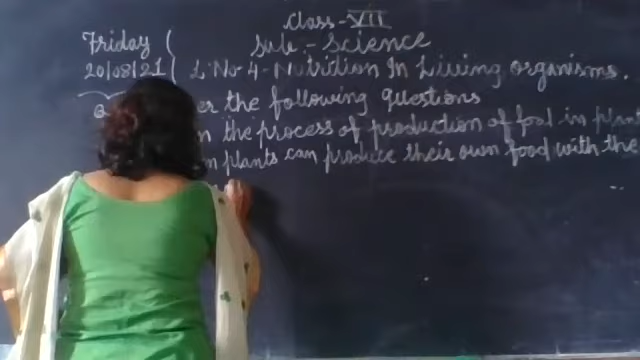 Class - VII
Friday
Sub :- Science
20/08/21
L.No 4 - Nutrition In Living organisms.
er the following Questions
n the process of production of food in plant
n plants can produce their own food with the